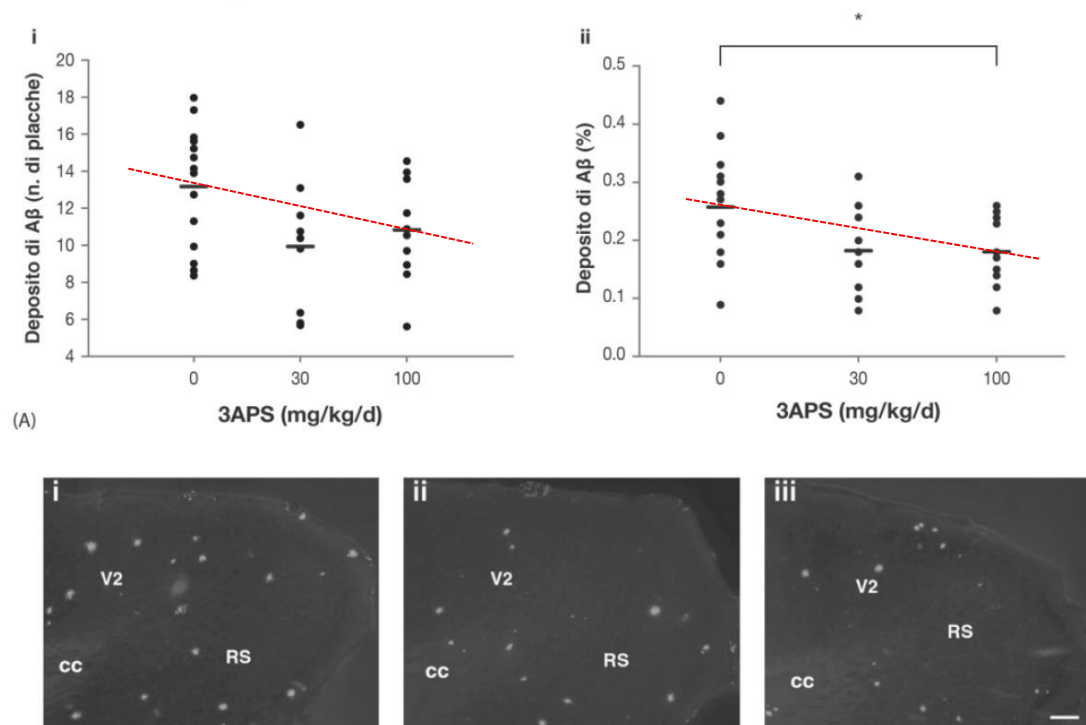 i
Deposito di Aβ (n. di placche)
20
18
16
14
12
10
8
6
4
0
30
100
3APS (mg/kg/d)
ii
*
Deposito di Aβ (%)
0.5
0.4
0.3
0.2
0.1
0.0
0
30
100
3APS (mg/kg/d)
(A)
i
V2
RS
cc
ii
V2
RS
cc
iii
V2
RS
cc